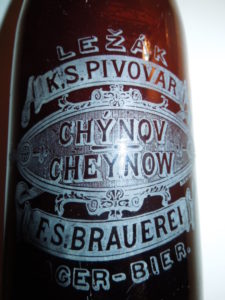 LEŽÁK
K.S. PIVOVAR
CHÝNOV
CHEYNOW
F.S. BRAUEREI
GER-BIER.